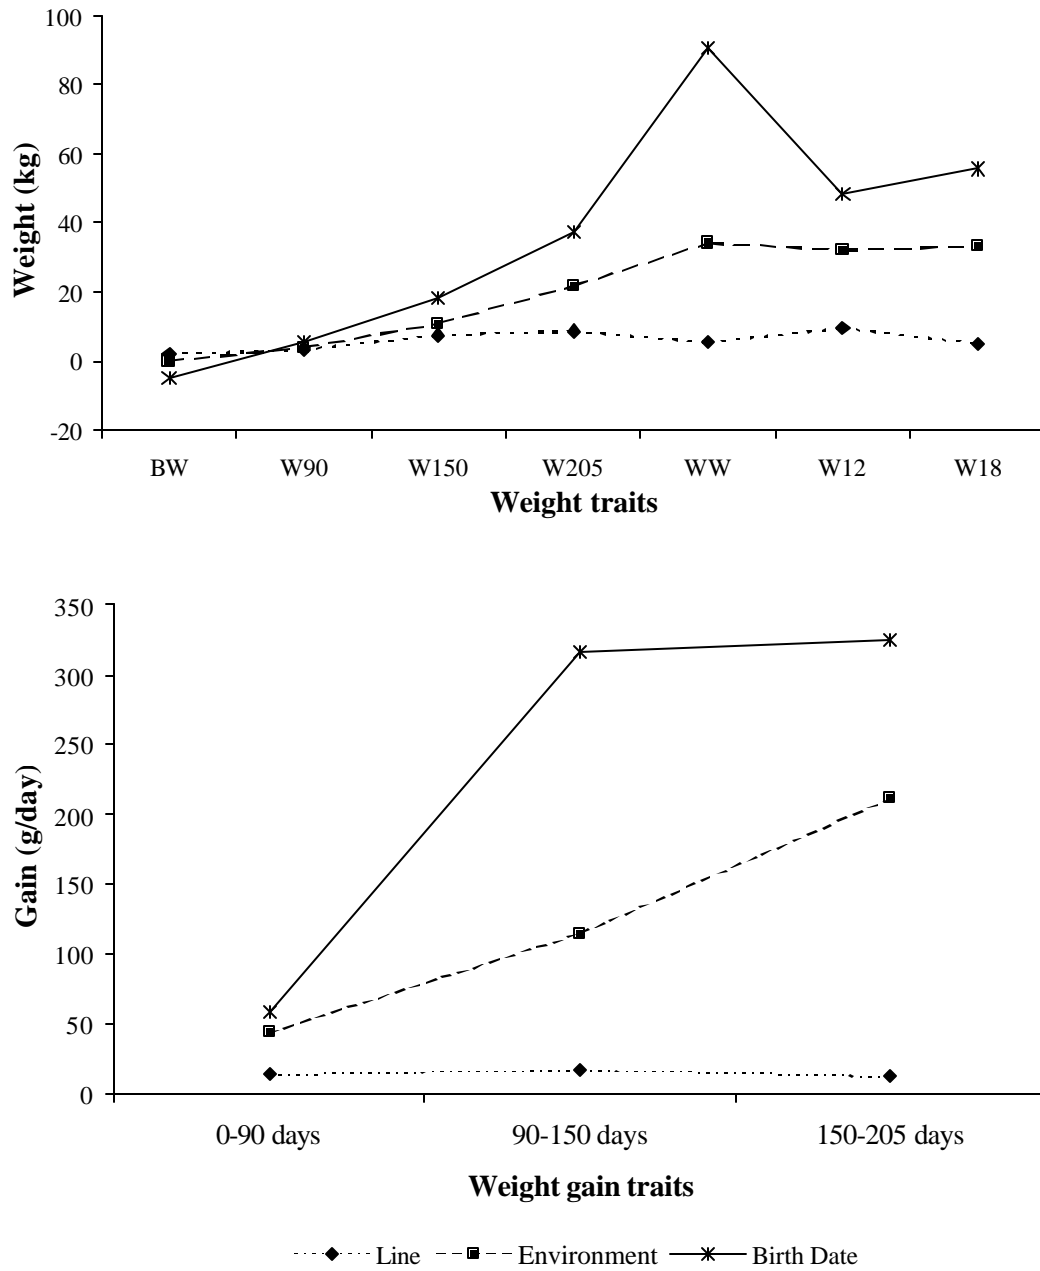 100
80
60
40
20
0
-20
Weight (kg)
BW W90 W150 W205 WW W12 W18
Weight traits
350
300
250
200
150
100
50
0
Gain (g/day)
0-90 days 90-150 days 150-205 days
Weight gain traits
Line Environment Birth Date